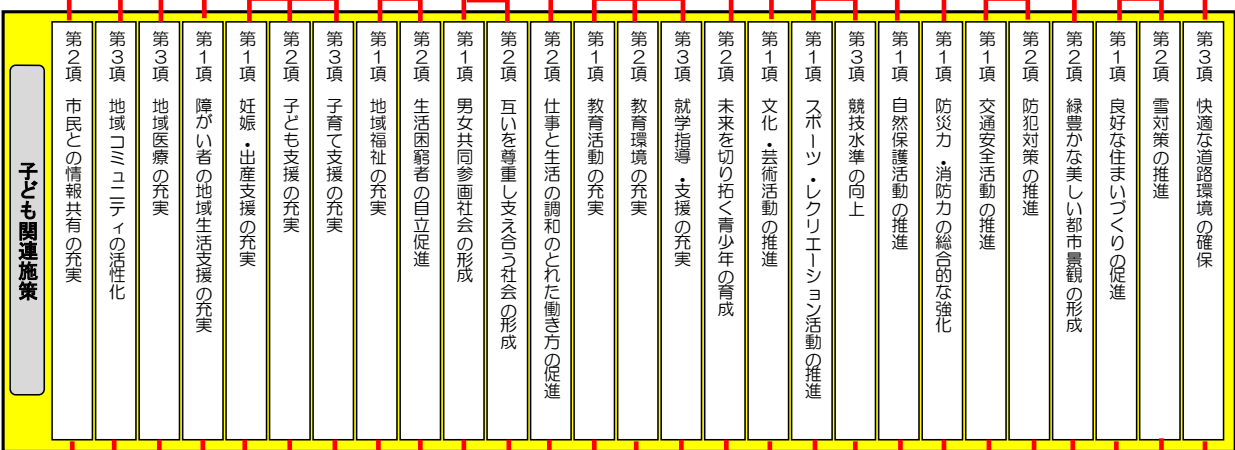 第３項 快適な道路環境の確保
第２項 雪対策の推進
第１項 良好な住まいづくりの促進
第２項 緑豊かな美しい都市景観の形成
第２項 防犯対策の推進
第１項 交通安全活動の推進
第１項 防災力・消防力の総合的な強化
第１項 自然保護活動の推進
第３項 競技水準の向上
第１項 スポーツ・レクリエーション活動の推進
第１項 文化・芸術活動の推進
第２項 未来を切り拓く青少年の育成
第３項 就学指導・支援の充実
第２項 教育環境の充実
第１項 教育活動の充実
第２項 仕事と生活の調和のとれた働き方の促進
第２項 互いを尊重し支え合う社会の形成
第１項 男女共同参画社会の形成
第２項 生活困窮者の自立促進
第１項 地域福祉の充実
第３項 子育て支援の充実
第２項 子ども支援の充実
第１項 妊娠・出産支援の充実
第１項 障がい者の地域生活支援の充実
第３項 地域医療の充実
第３項 地域コミュニティの活性化
第２項 市民との情報共有の充実
子ども関連施策